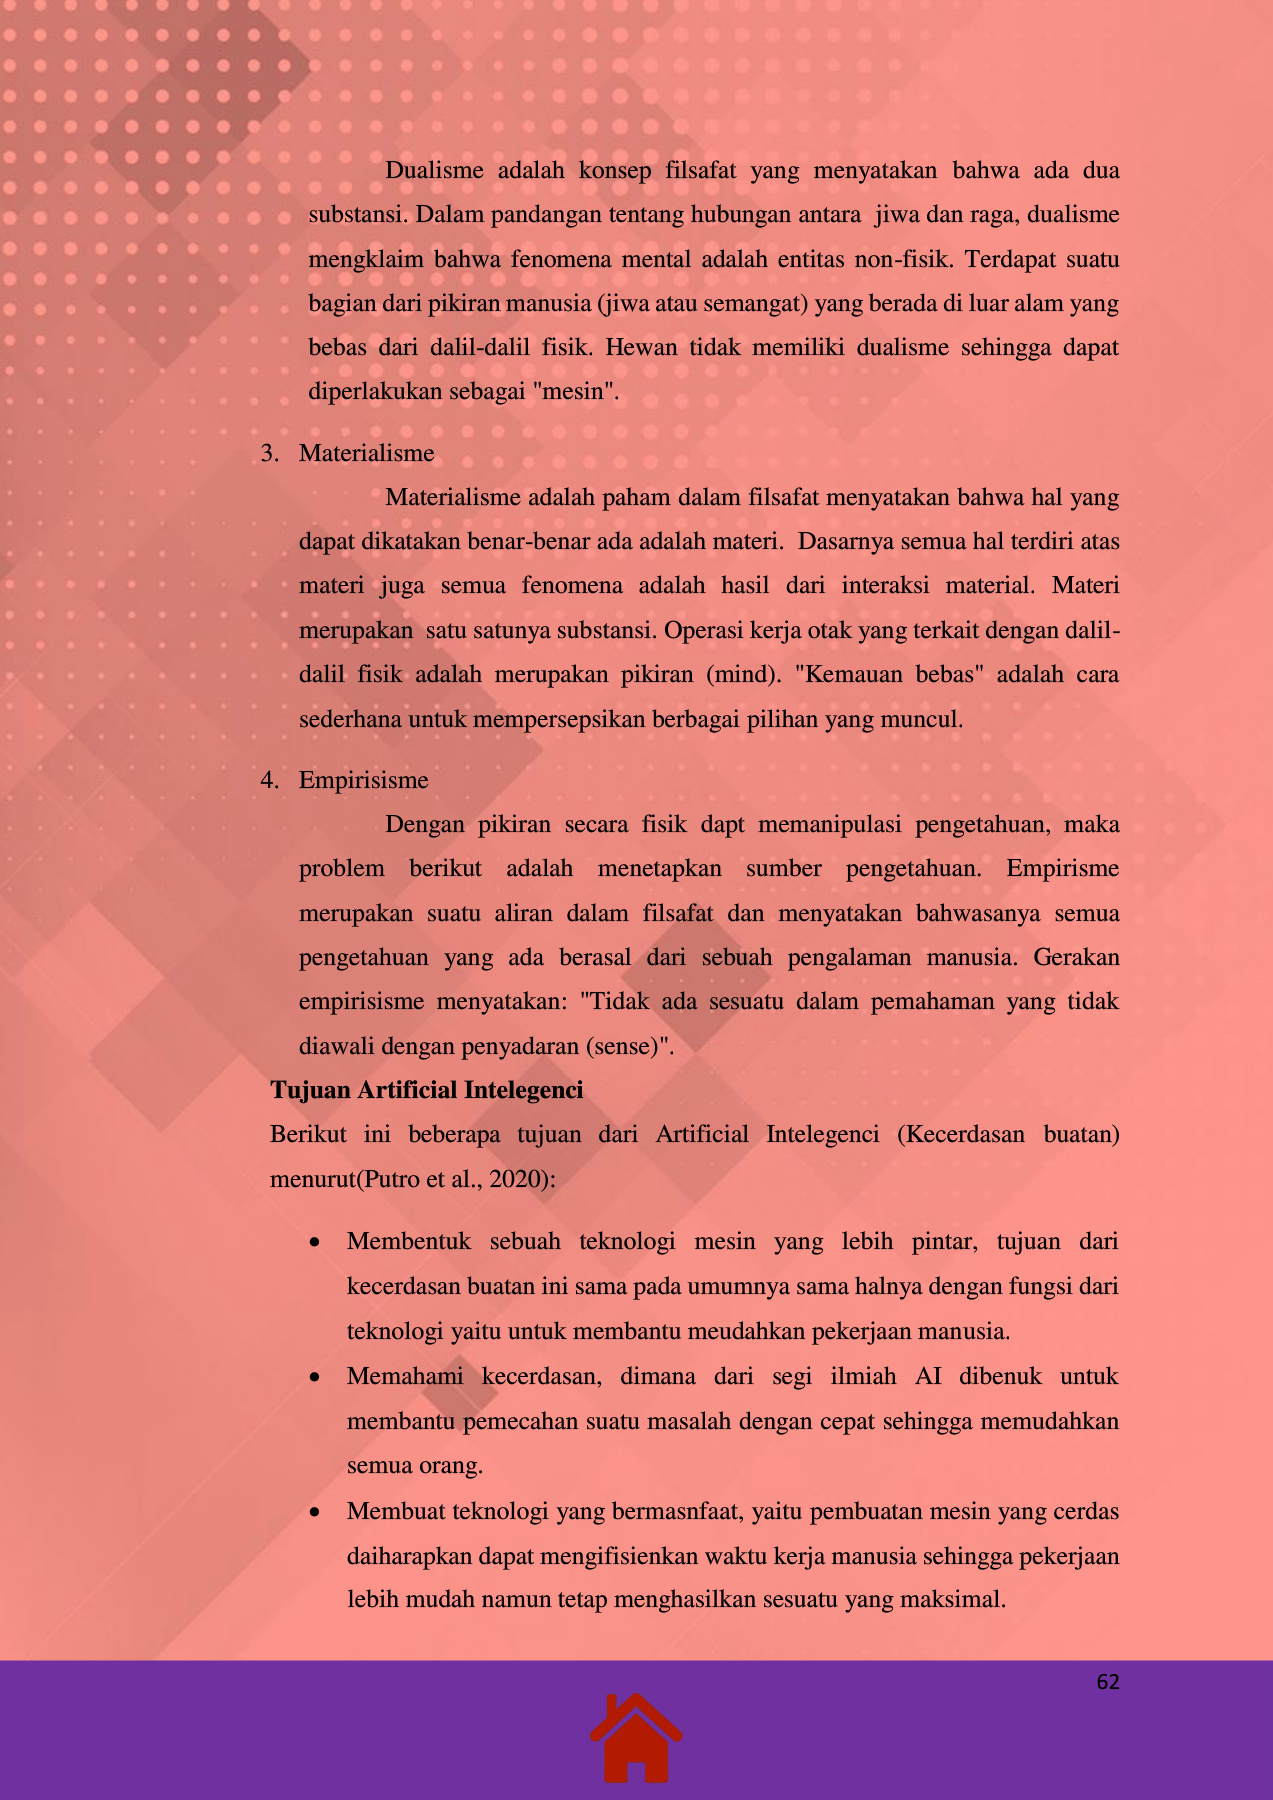 Dualisme adalah konsep filsafat yang menyatakan bahwa ada dua
substansi. Dalam pandangan tentang hubungan antara jiwa dan raga, dualisme
mengklaim bahwa fenomena mental adalah entitas non-fisik. Terdapat suatu
bagian dari pikiran manusia (jiwa atau semangat) yang berada di luar alam yang
bebas dari dalil-dalil fisik. Hewan tidak memiliki dualisme sehingga dapat
diperlakukan sebagai "mesin".
3. Materialisme
Materialisme adalah paham dalam filsafat menyatakan bahwa hal yang
dapat dikatakan benar-benar ada adalah materi. Dasarnya semua hal terdiri atas
materi juga semua fenomena adalah hasil dari interaksi material. Materi
merupakan satu satunya substansi. Operasi kerja otak yang terkait dengan dalil-
dalil fisik adalah merupakan pikiran (mind). "Kemauan bebas" adalah cara
sederhana untuk mempersepsikan berbagai pilihan yang muncul.
4. Empirisisme
Dengan pikiran secara fisik dapt memanipulasi pengetahuan, maka
problem berikut adalah menetapkan sumber pengetahuan. Empirisme
merupakan suatu aliran dalam filsafat dan menyatakan bahwasanya semua
pengetahuan yang ada berasal dari sebuah pengalaman manusia. Gerakan
empirisisme menyatakan: "Tidak ada sesuatu dalam pemahaman yang tidak
diawali dengan penyadaran (sense)".
Tujuan Artificial Intelegenci
Berikut ini beberapa tujuan dari Artificial Intelegenci (Kecerdasan buatan)
menurut(Putro et al., 2020):
• Membentuk sebuah teknologi mesin yang lebih pintar, tujuan dari
kecerdasan buatan ini sama pada umumnya sama halnya dengan fungsi dari
teknologi yaitu untuk membantu meudahkan pekerjaan manusia.
• Memahami kecerdasan, dimana dari segi ilmiah AI dibenuk untuk
membantu pemecahan suatu masalah dengan cepat sehingga memudahkan
semua orang.
• Membuat teknologi yang bermasnfaat, yaitu pembuatan mesin yang cerdas
daiharapkan dapat mengifisienkan waktu kerja manusia sehingga pekerjaan
lebih mudah namun tetap menghasilkan sesuatu yang maksimal.
62